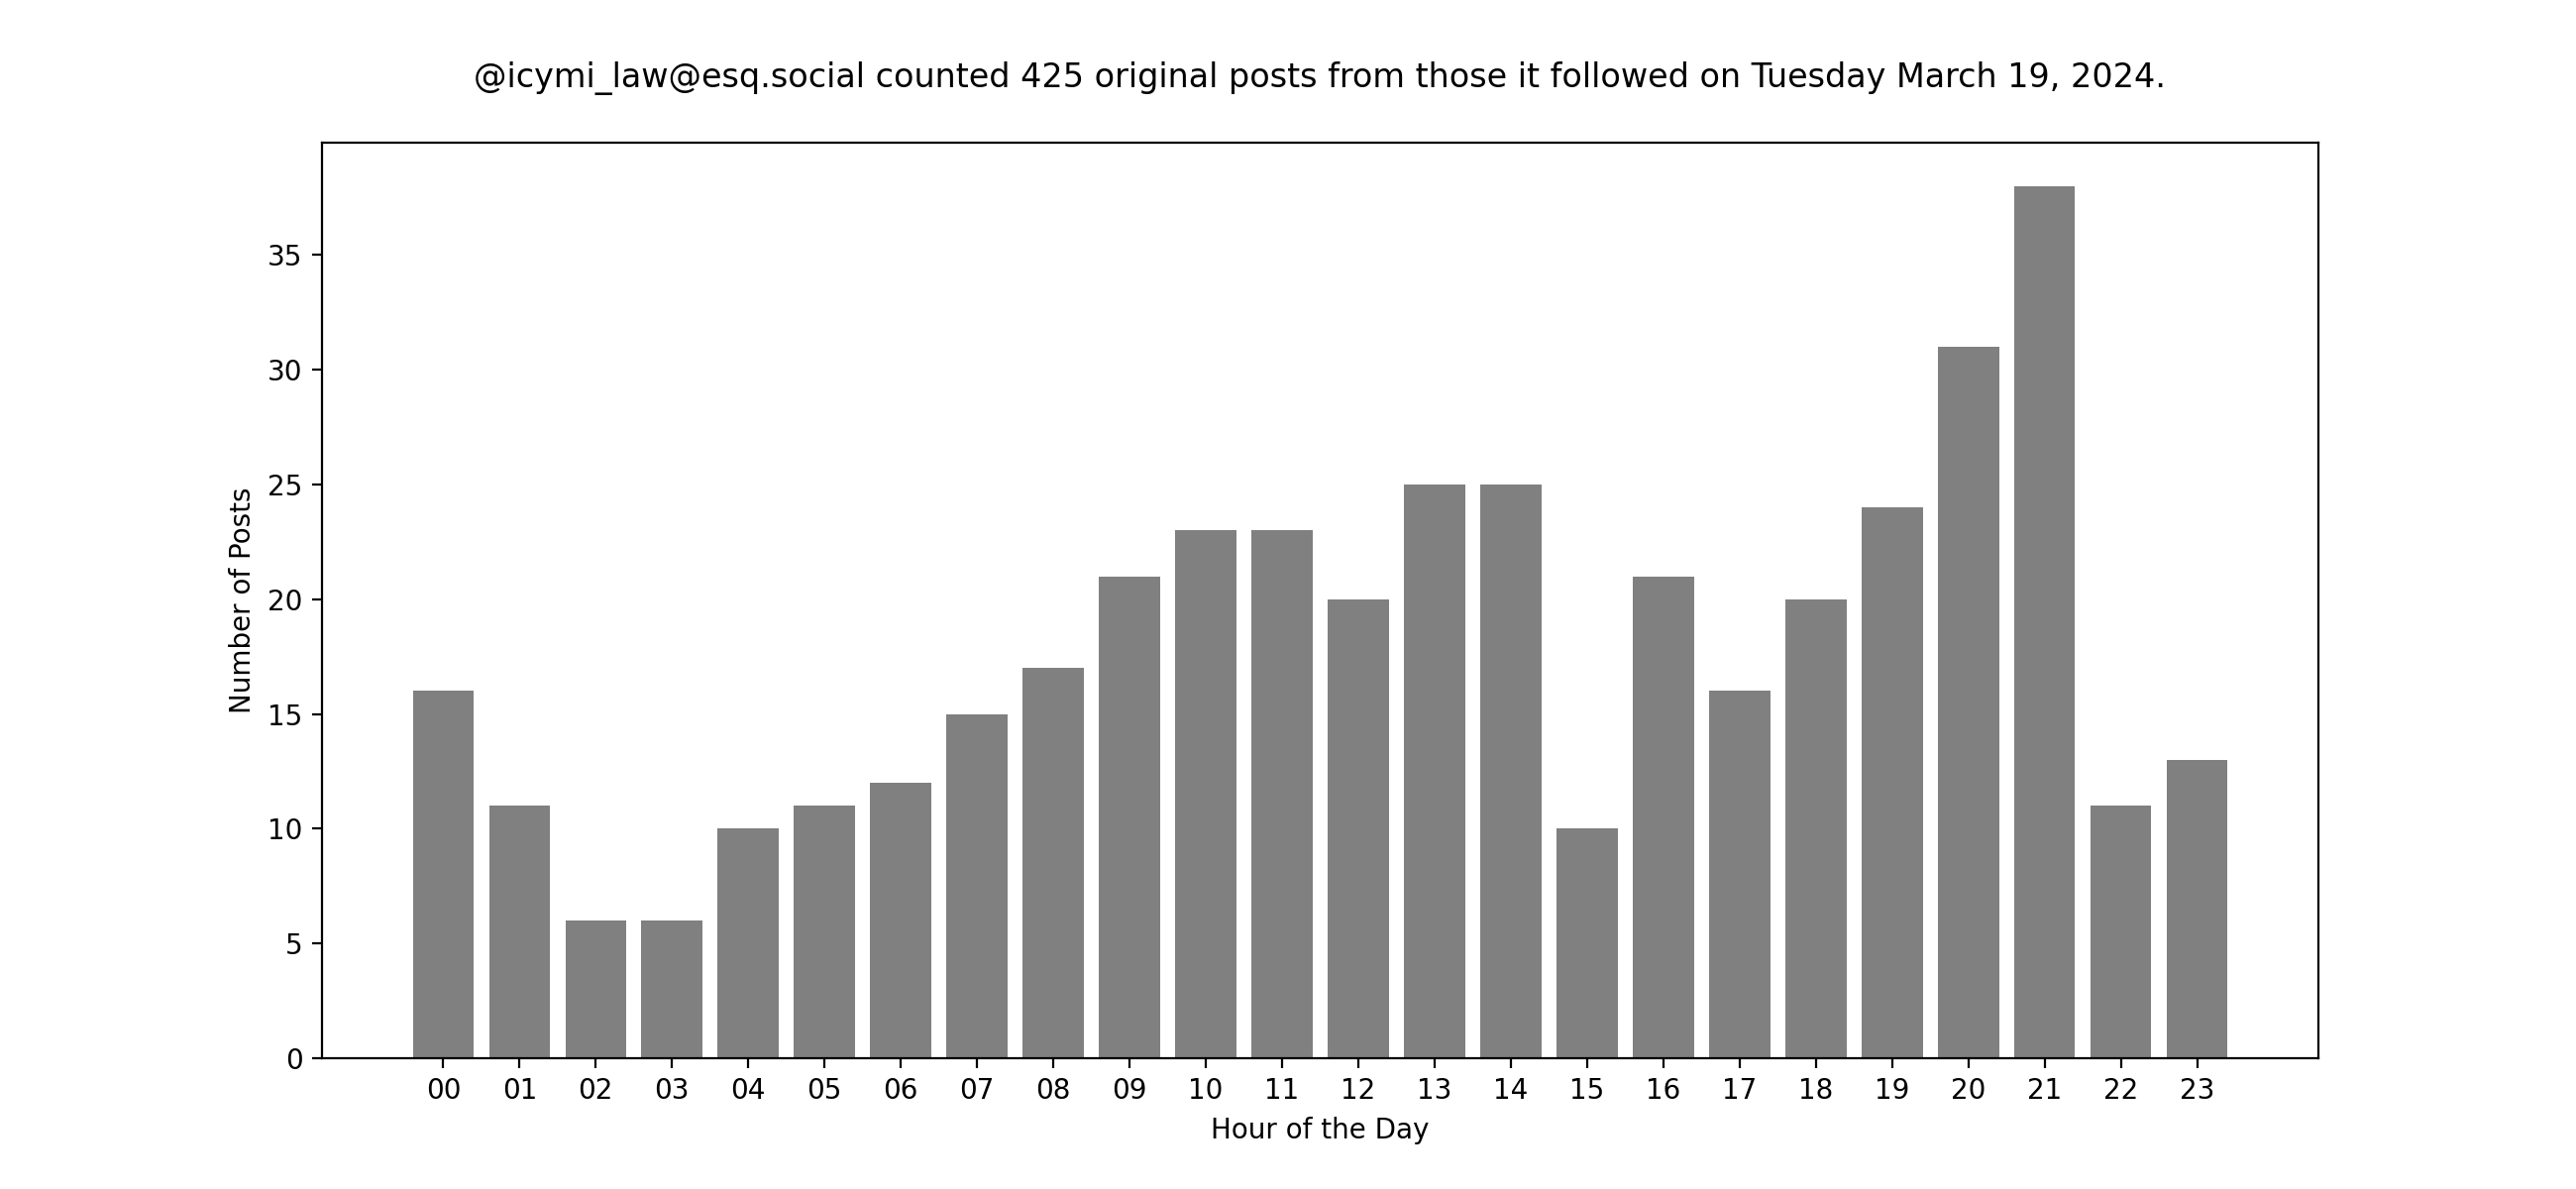 @icymi_law@esq.social counted 425 original posts from those it followed on Tuesday March 19, 2024.
35
30
25
20
15
10
5
0
Number of Posts
00 01 02 03 04 05 06 07 08 09 10 11 12 13 14 15 16 17 18 19 20 21 22 23
Hour of the Day